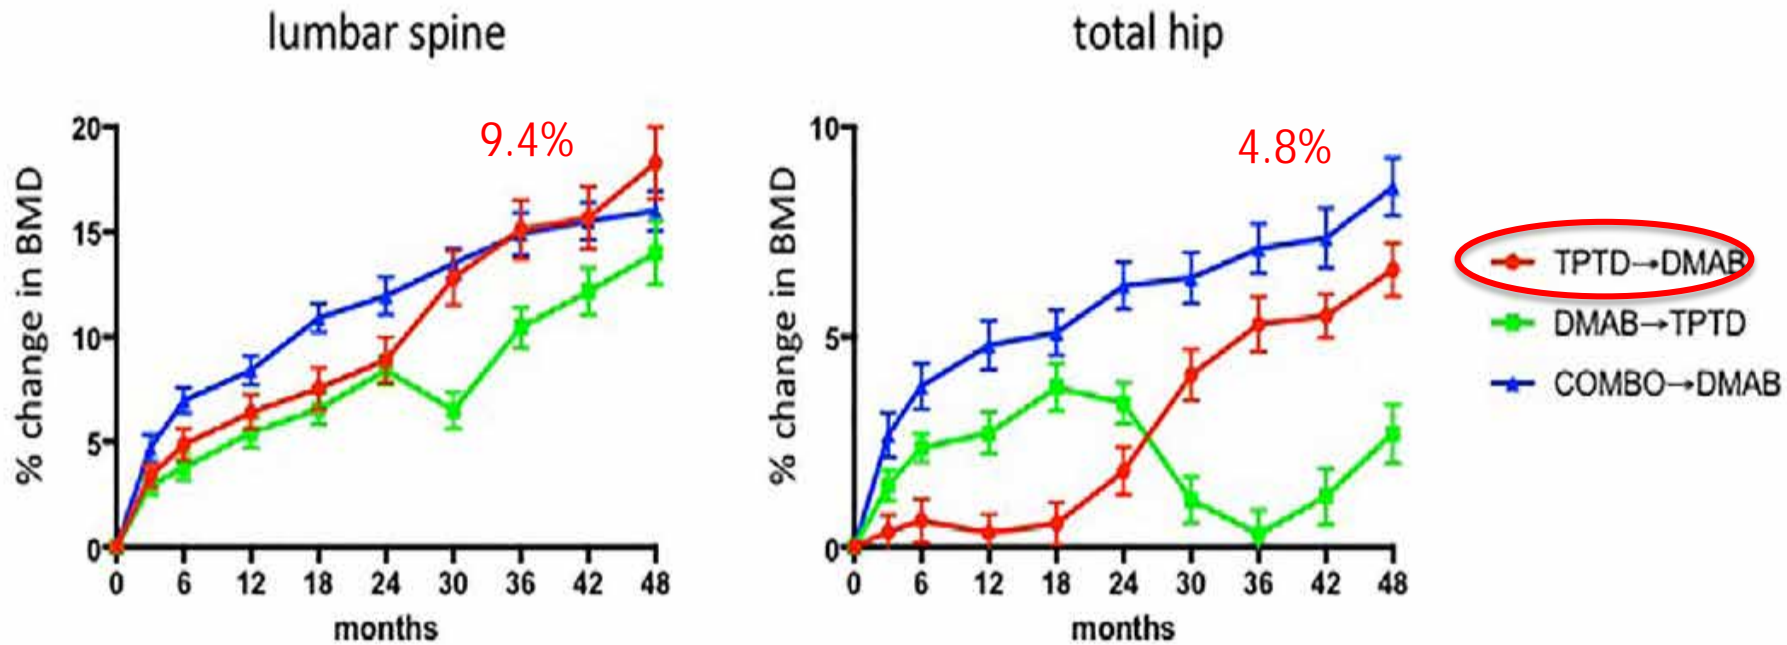 lumbar spine
% change in BMD
20
15
10
5
0
9.4%
0 6 12 18 24 30 36 42 48
months
total hip
% change in BMD
10
5
0
4.8%
0 6 12 18 24 30 36 42 48
months
TPTD→DMAB
DMAB→TPTD
COMBO→DMAB